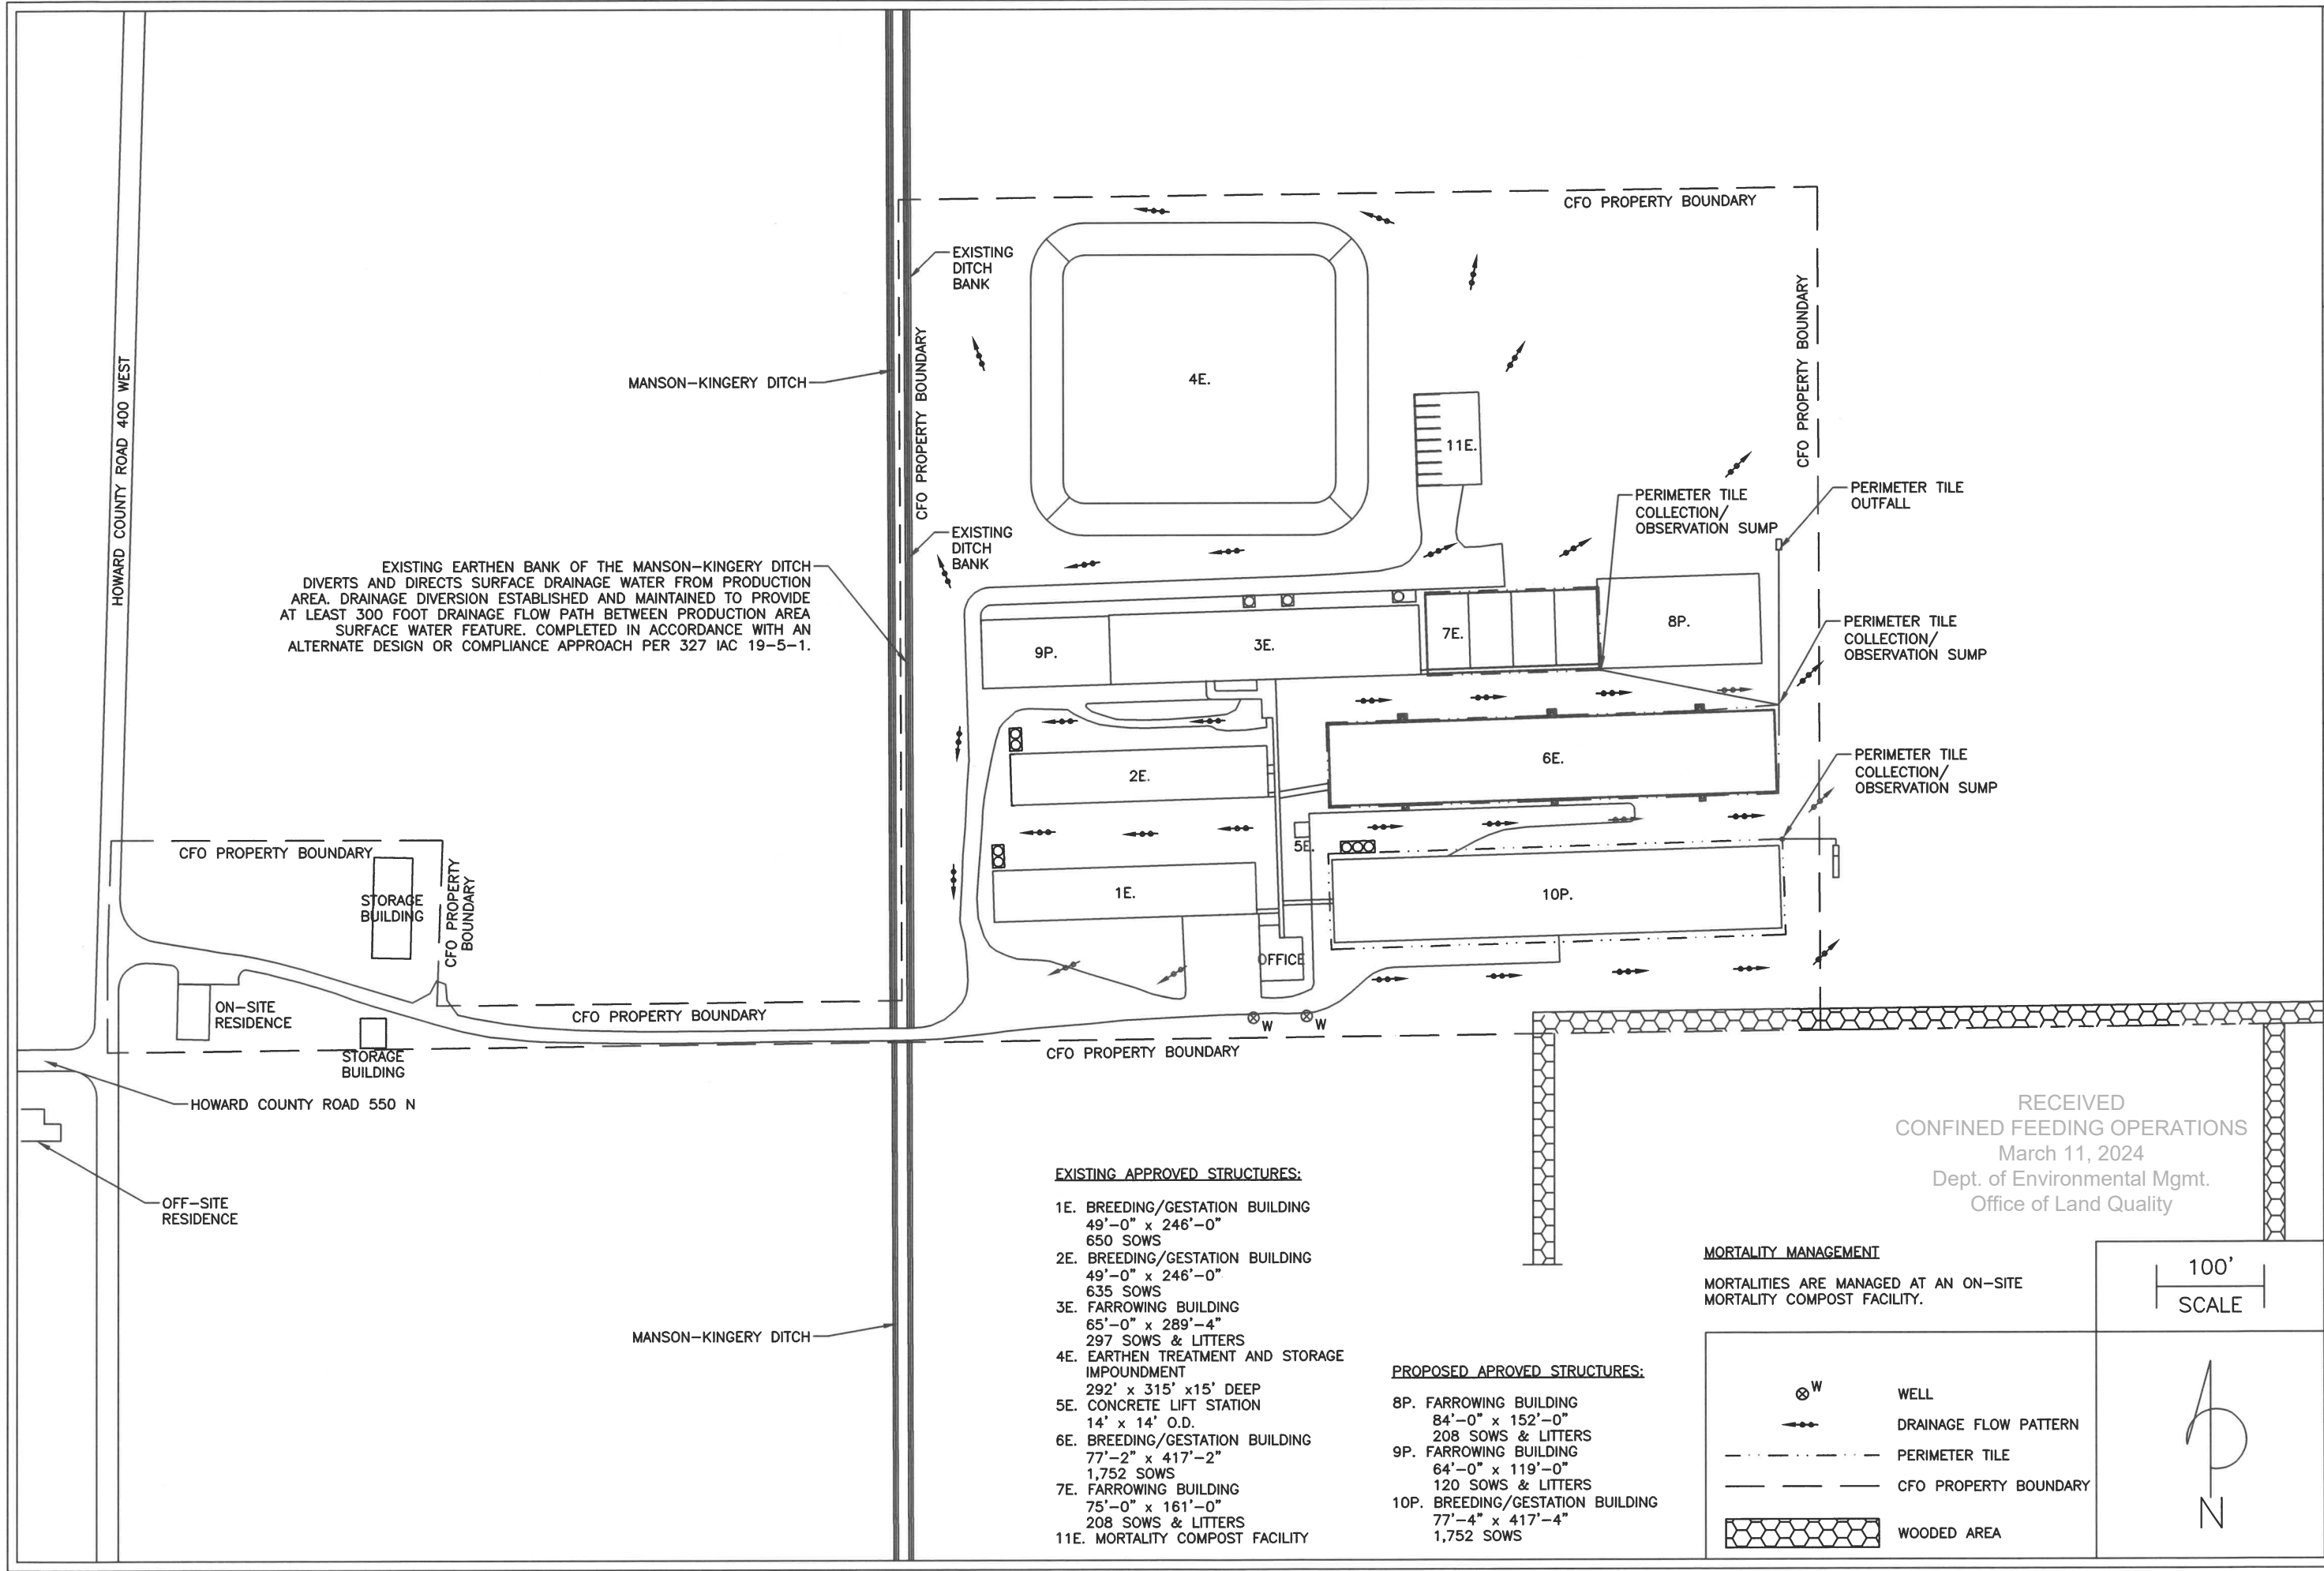 CFO PROPERTY BOUNDARY
EXISTING
DITCH
BANK
CFO PROPERTY BOUNDARY
CFO PROPERTY BOUNDARY
HOWARD COUNTY ROAD 400 WEST
MANSON-KINGERY DITCH
4E.
11E.
PERIMETER TILE
COLLECTION/
OBSERVATION SUMP
PERIMETER TILE
OUTFALL
EXISTING
DITCH
BANK
EXISTING EARTHEN BANK OF THE MANSON-KINGERY DITCH
DIVERTS AND DIRECTS SURFACE DRAINAGE WATER FROM PRODUCTION
AREA. DRAINAGE DIVERSION ESTABLISHED AND MAINTAINED TO PROVIDE
AT LEAST 300 FOOT DRAINAGE FLOW PATH BETWEEN PRODUCTION AREA
SURFACE WATER FEATURE. COMPLETED IN ACCORDANCE WITH AN
ALTERNATE DESIGN OR COMPLIANCE APPROACH PER 327 IAC 19-5-1.
9P.
3E.
7E.
8P.
PERIMETER TILE
COLLECTION/
OBSERVATION SUMP
2E.
6E.
PERIMETER TILE
COLLECTION/
OBSERVATION SUMP
5E.
1E.
10P.
OFFICE
CFO PROPERTY BOUNDARY
STORAGE
BUILDING
CFO PROPERTY
BOUNDARY
ON-SITE
RESIDENCE
CFO PROPERTY BOUNDARY
W
W
STORAGE
BUILDING
CFO PROPERTY BOUNDARY
HOWARD COUNTY ROAD 550 N
OFF-SITE
RESIDENCE
MANSON-KINGERY DITCH
RECEIVED
CONFINED FEEDING OPERATIONS
March 11, 2024
Dept. of Environmental Mgmt.
Office of Land Quality
EXISTING APPROVED STRUCTURES:
1E. BREEDING/GESTATION BUILDING
49'-0" x 246'-0"
650 SOWS
2E. BREEDING/GESTATION BUILDING
49'-0" x 246'-0"
635 SOWS
3E. FARROWING BUILDING
65'-0" x 289'-4"
297 SOWS & LITTERS
4E. EARTHEN TREATMENT AND STORAGE
IMPOUNDMENT
292' x 315' x15' DEEP
5E. CONCRETE LIFT STATION
14' x 14' O.D.
6E. BREEDING/GESTATION BUILDING
77'-2" x 417'-2"
1,752 SOWS
7E. FARROWING BUILDING
75'-0" x 161'-0"
208 SOWS & LITTERS
11E. MORTALITY COMPOST FACILITY
PROPOSED APROVED STRUCTURES:
8P. FARROWING BUILDING
84'-0" x 152'-0"
208 SOWS & LITTERS
9P. FARROWING BUILDING
64'-0" x 119'-0"
120 SOWS & LITTERS
10P. BREEDING/GESTATION BUILDING
77'-4" x 417'-4"
1,752 SOWS
MORTALITY MANAGEMENT
MORTALITIES ARE MANAGED AT AN ON-SITE
MORTALITY COMPOST FACILITY.
100'
SCALE
W
WELL
DRAINAGE FLOW PATTERN
PERIMETER TILE
CFO PROPERTY BOUNDARY
WOODED AREA
N